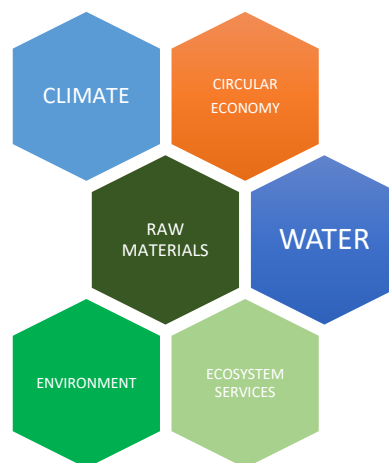 CLIMATE
CIRCULAR
ECONOMY
RAW
MATERIALS
WATER
ENVIRONMENT
ECOSYSTEM
SERVICES